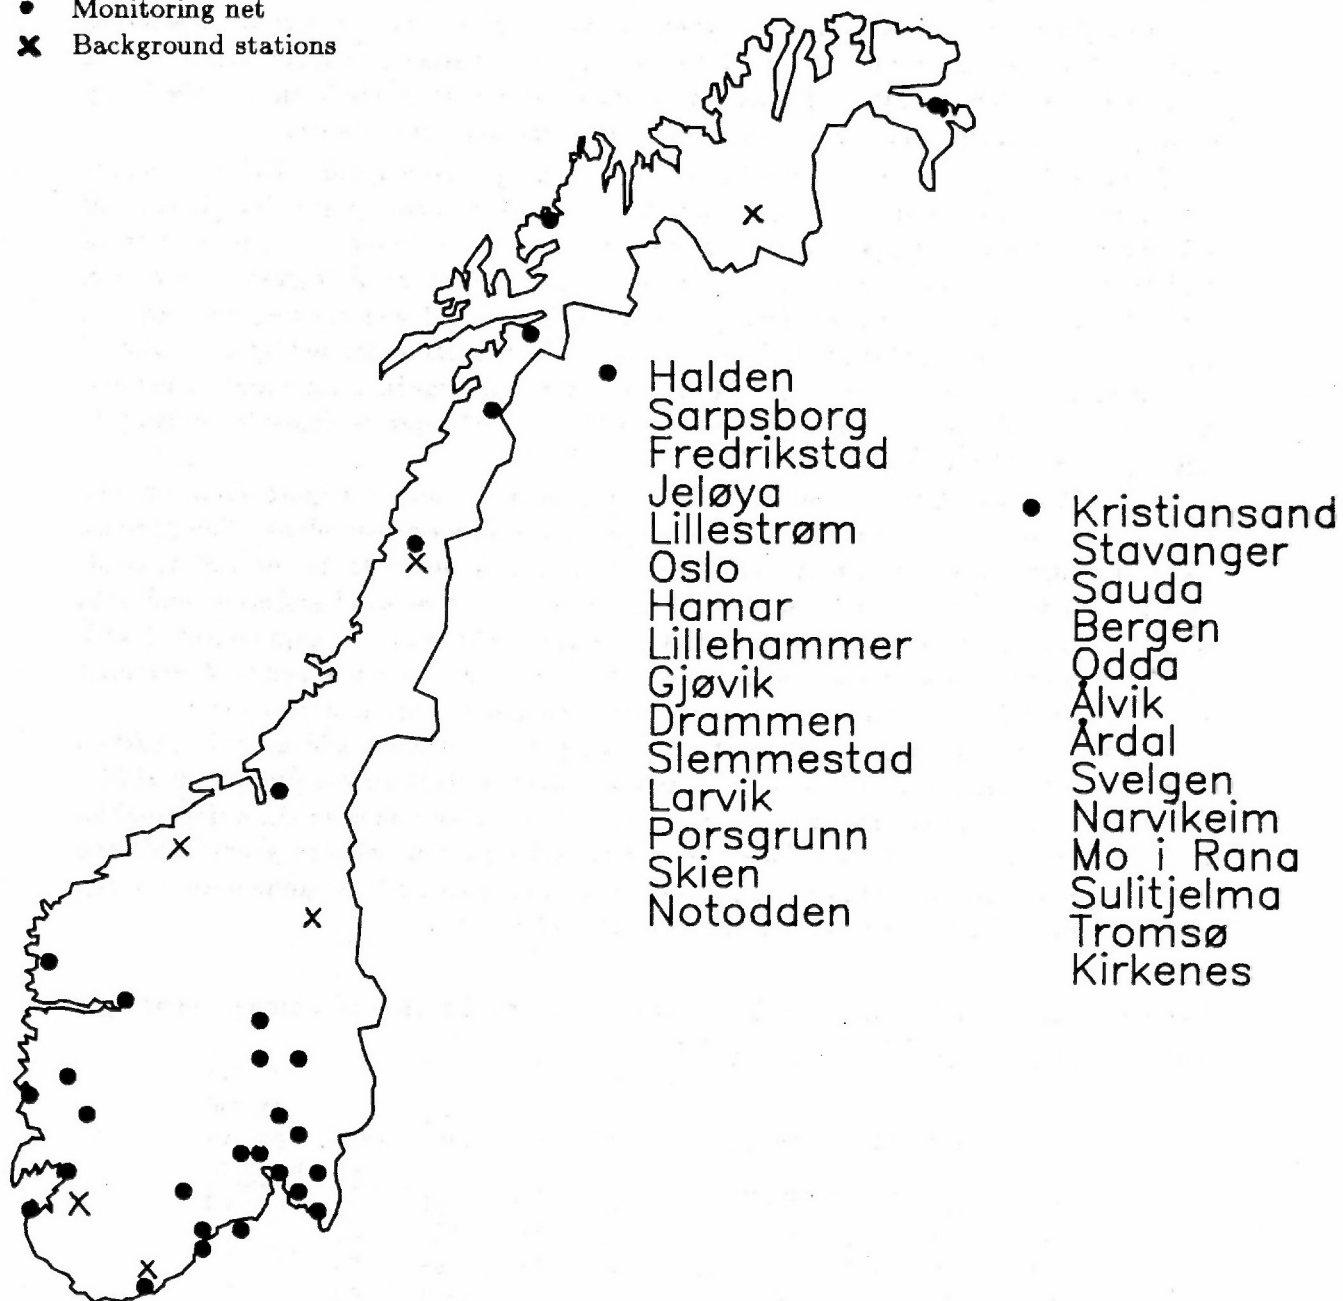 Monitoring net
Background stations
Halden
Sarpsborg
Fredrikstad
Jeløya
Lillestrøm
Oslo
Hamar
Lillehammer
Gjøvik
Drammen
Slemmestad
Larvik
Porsgrunn
Skien
Notodden
Kristiansand
Stavanger
Sauda
Bergen
Odda
Ålvik
Årdal
Svelgen
Narvikeim
Mo i Rana
Sulitjelma
Tromsø
Kirkenes